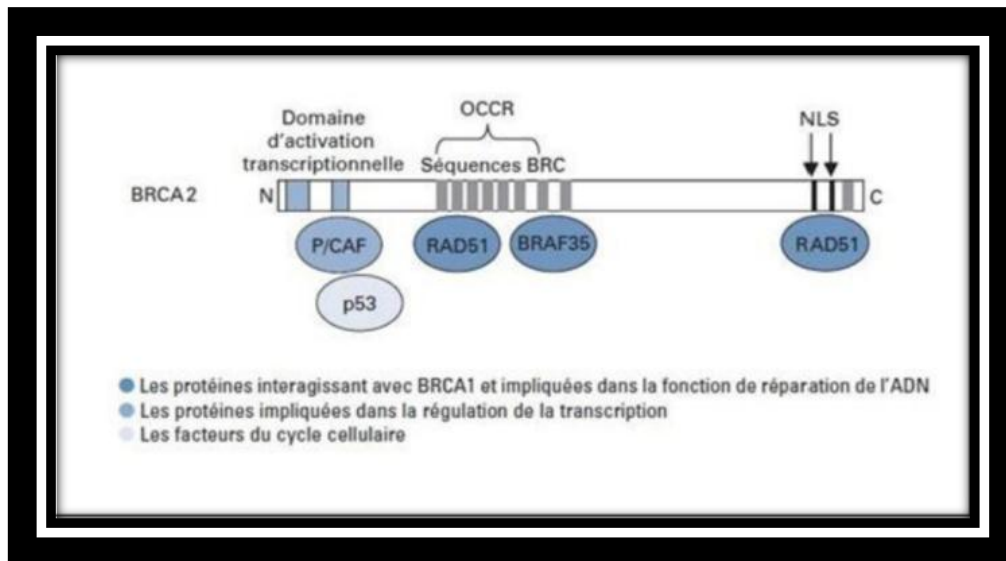 OCCR
Domaine
d'activation
transcriptionnelle
Séquences BRC
NLS
BRCA2
N
C
P/CAF
RAD51
BRAF35
RAD51
p53
Les protéines interagissant avec BRCA1 et impliquées dans la fonction de réparation de l'ADN
Les protéines impliquées dans la régulation de la transcription
Les facteurs du cycle cellulaire